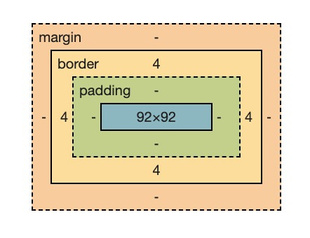 margin -
border 4
padding -
- 4 - 92×92 - 4 -
-
4
-